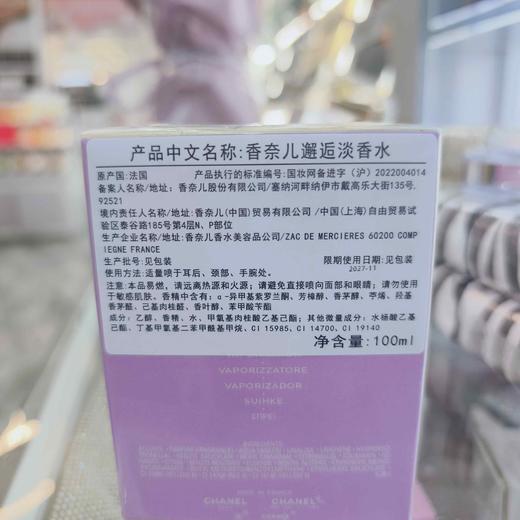 产品中文名称:香奈儿邂逅淡香水
原产国:法国 产品执行的标准编号:国妆网备进字（沪）2022004014
备案人名称/地址：香奈儿股份有限公司/塞纳河畔纳伊市戴高乐大街135号,
92521
境内责任人名称/地址：香奈儿(中国)贸易有限公司 /中国(上海)自由贸易试
验区泰谷路185号第4层N、P部位
生产企业名称/地址:香奈儿香水美容品公司/ZAC DE MERCIERES 60200 COMP
IEGNE FRANCE
生产批号:见包装 限期使用日期:见包装
2027-11
使用方法：适量喷于耳后、颈部、手腕处。
注意：本品易燃，请远离热源和火源；请避免直接喷向面部和眼睛；请勿使用
于敏感肌肤。香精中含有：α-异甲基紫罗兰酮、芳樟醇、香茅醇、苧烯、羟基
香茅醛、己基肉桂醛、香叶醇、苯甲酸苄酯
成分：乙醇、香精、水、甲氧基肉桂酸乙基己酯；其他微量成分：水杨酸乙基
己酯、丁基甲氧基二苯甲酰基甲烷、CI 15985、CI 14700、CI 19140
净含量:100ml
VAPORIZZATORE
VAPORIZADOR
SUIHKE
INGREDIENTS
MADE IN FRANCE
CHANEL CHANEL